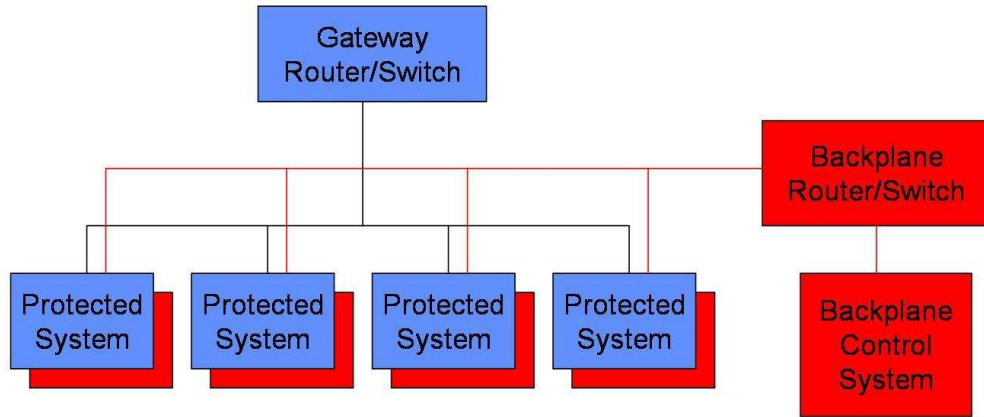 Gateway
Router/Switch
Backplane
Router/Switch
Protected
System
Protected
System
Protected
System
Protected
System
Backplane
Control
System